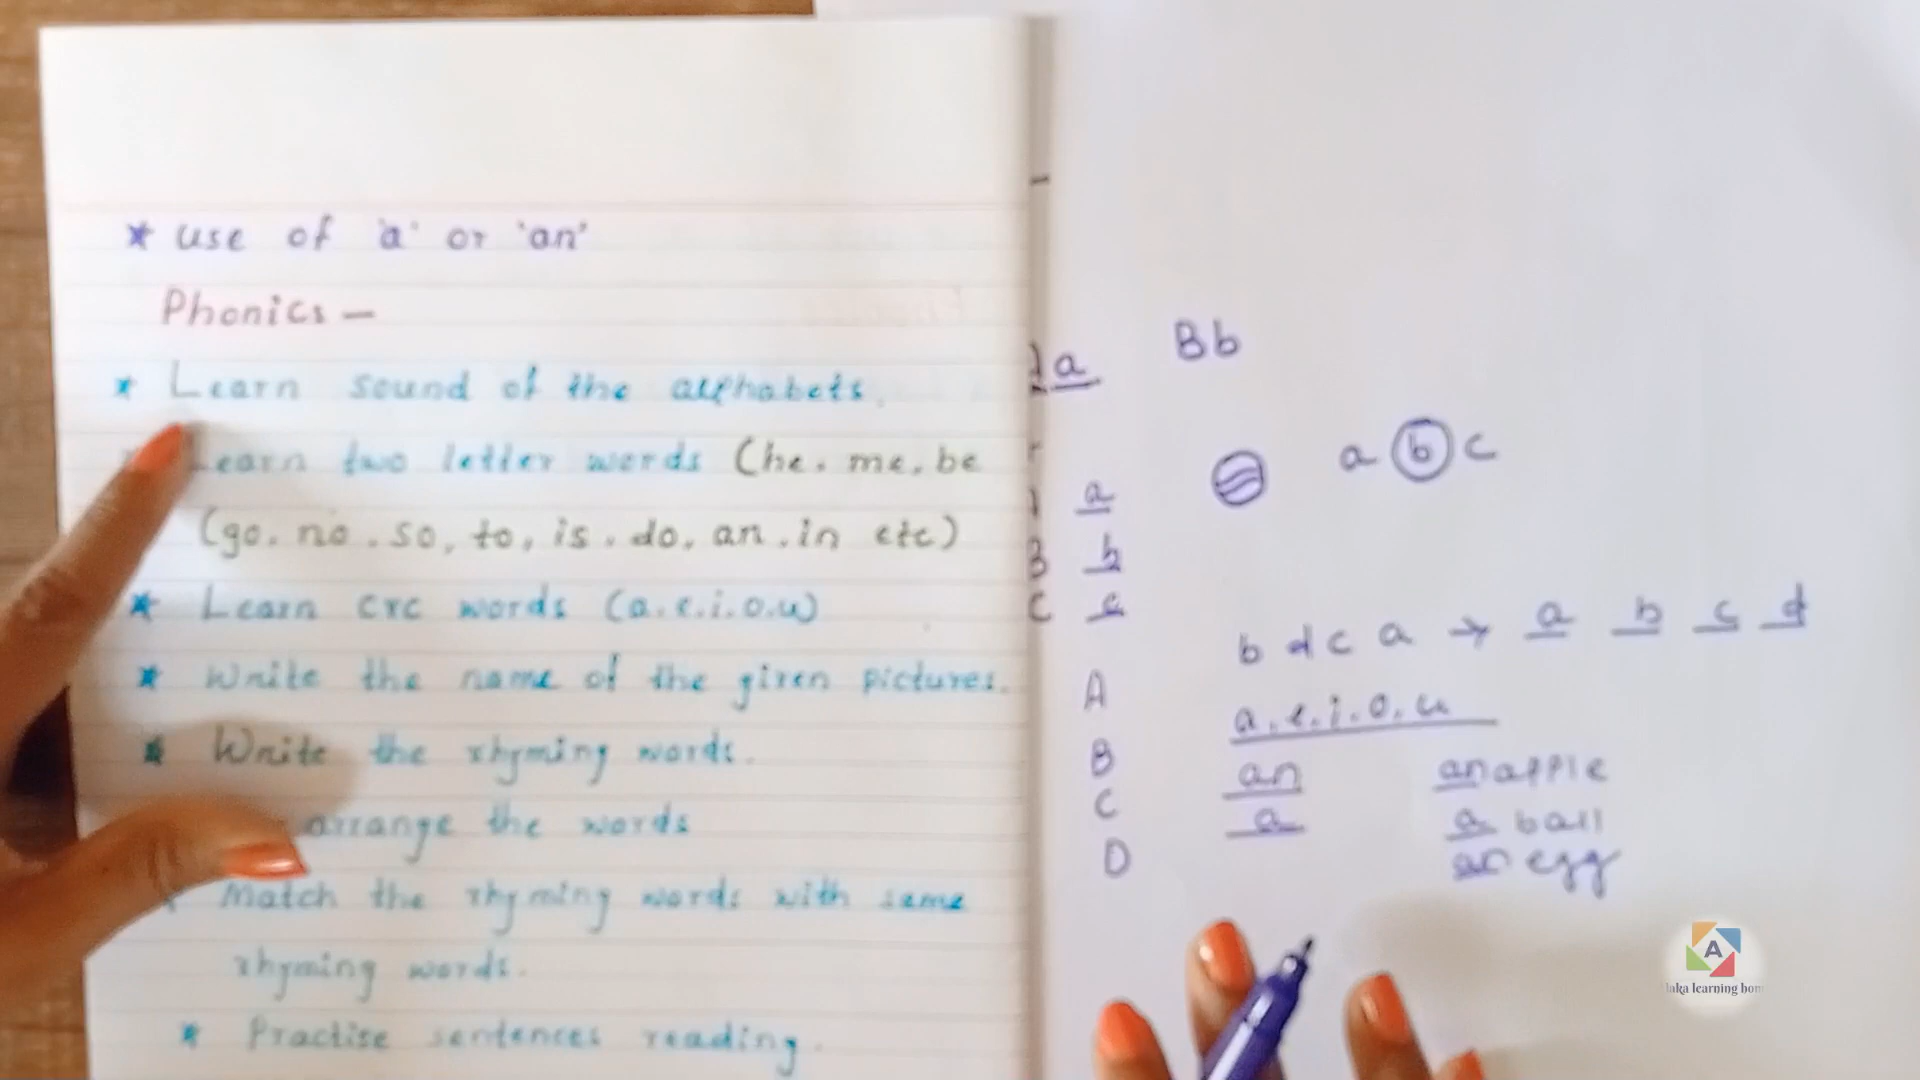 * use of 'a' or 'an'
Phonics —
* Learn sound of the alphabets.
Learn two letter words (he. me. be
(go. no. so, to, is. do. an. in etc)
* Learn cvc words (a.e.i.o.u)
* Write the name of the given pictures.
* Write the rhyming words.
arrange the words
Match the rhyming words with same
rhyming words.
* Practise sentences reading.
a Bb
a b c
a
b
c
b d c a → a b c d
A
a.e.i.o.u
B an an apple
C a a ball
D an egg
A
learning